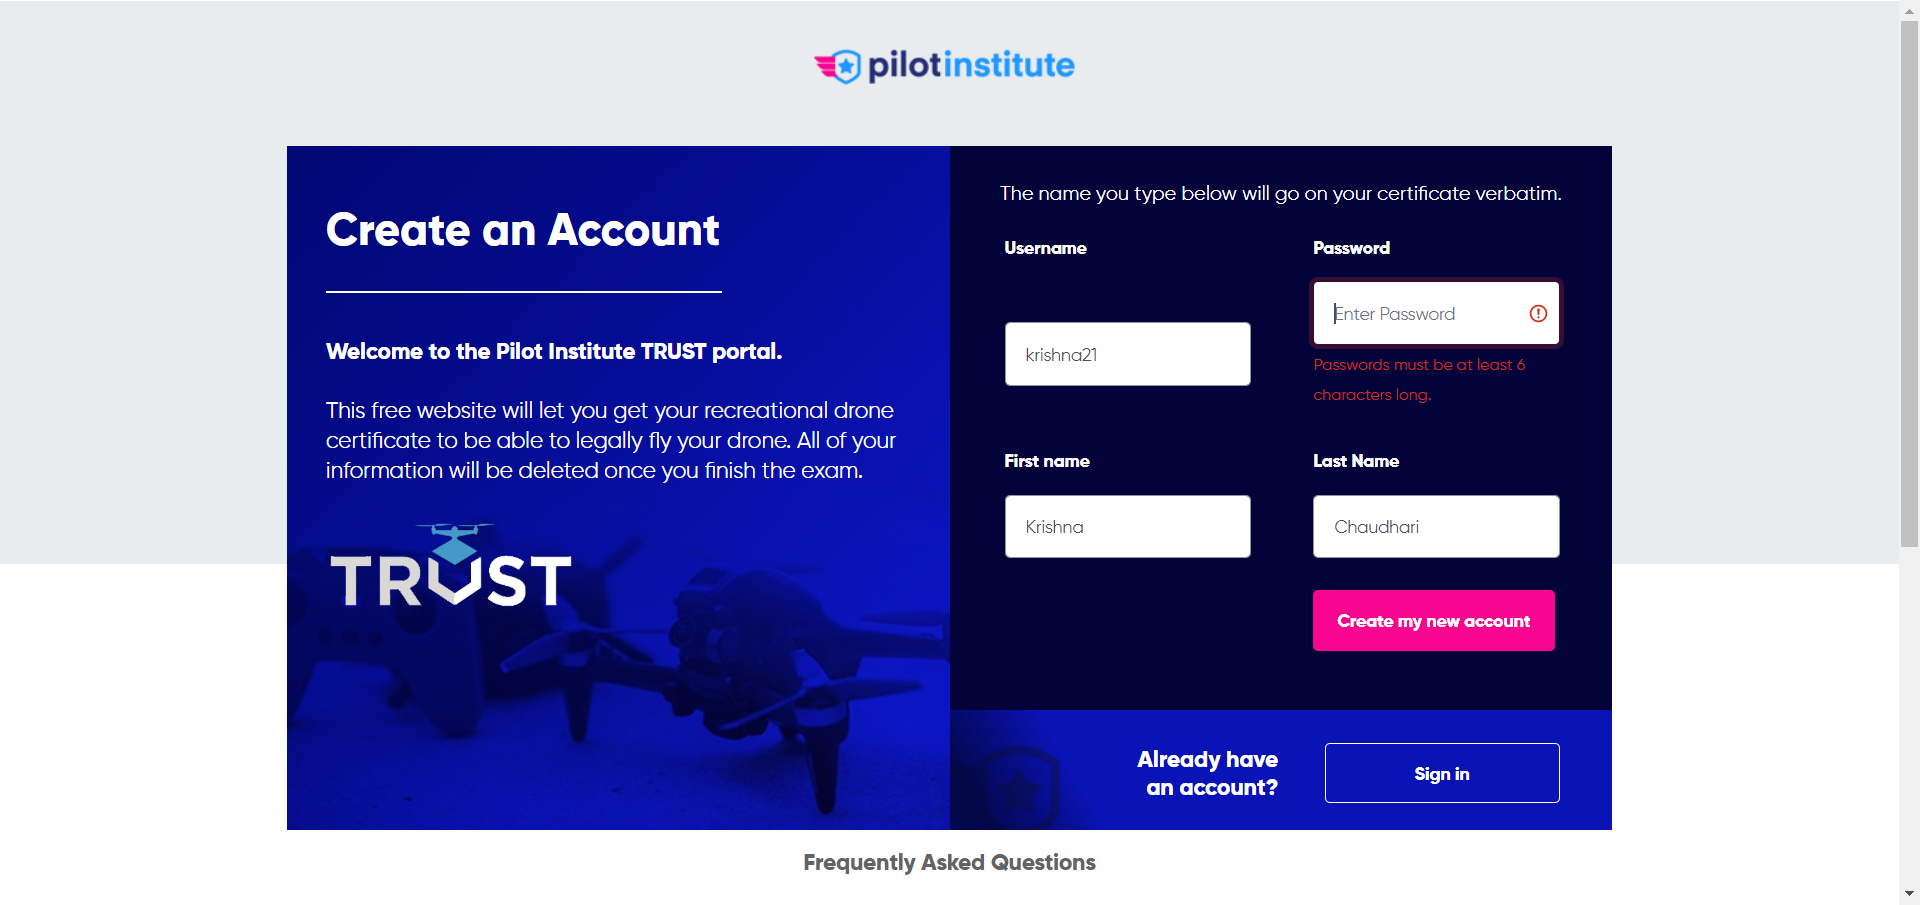 pilotinstitute
Create an Account
Welcome to the Pilot Institute TRUST portal.
This free website will let you get your recreational drone
certificate to be able to legally fly your drone. All of your
information will be deleted once you finish the exam.
TRUST
The name you type below will go on your certificate verbatim.
Username
Password
krishna21
Enter Password
Passwords must be at least 6
characters long.
First name
Last Name
Krishna
Chaudhari
Create my new account
Already have
an account?
Sign in
Frequently Asked Questions